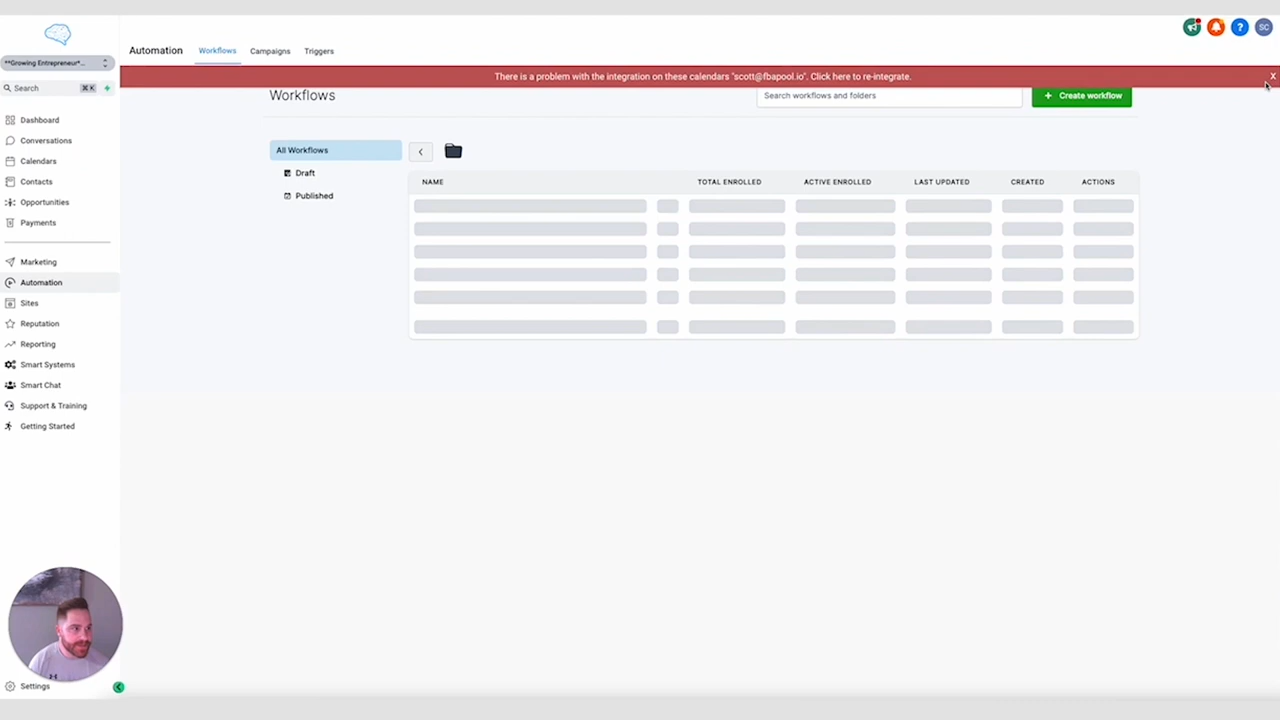 Automation
Workflows
Campaigns
Triggers
SC
**Growing Entrepreneur*...
There is a problem with the integration on these calendars "scott@fbapool.io". Click here to re-integrate.
X
Search
⌘K
Workflows
Search workflows and folders
+ Create workflow
Dashboard
Conversations
Calendars
Contacts
Opportunities
Payments
Marketing
Automation
Sites
Reputation
Reporting
Smart Systems
Smart Chat
Support & Training
Getting Started
Settings
All Workflows
Draft
Published
NAME
TOTAL ENROLLED
ACTIVE ENROLLED
LAST UPDATED
CREATED
ACTIONS